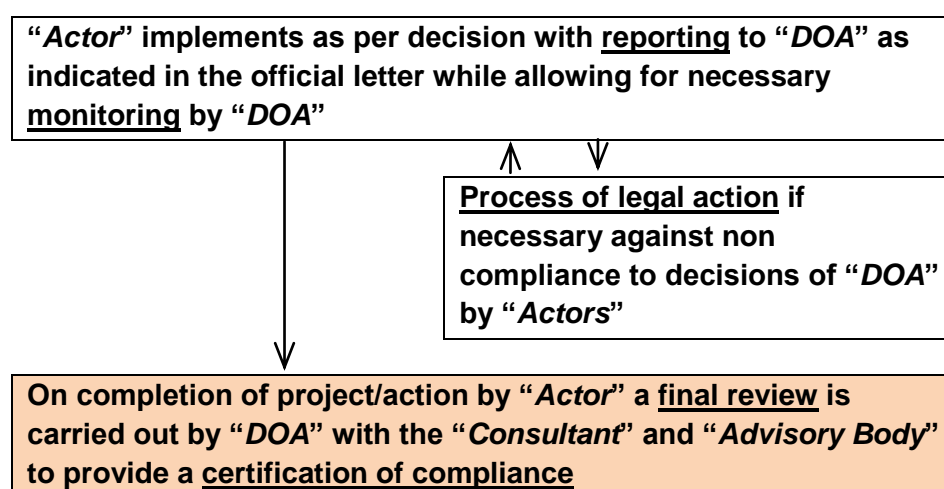 “Actor” implements as per decision with reporting to “DOA” as
indicated in the official letter while allowing for necessary
monitoring by “DOA”
Process of legal action if
necessary against non
compliance to decisions of “DOA”
by “Actors”
On completion of project/action by “Actor” a final review is
carried out by “DOA” with the “Consultant” and “Advisory Body”
to provide a certification of compliance